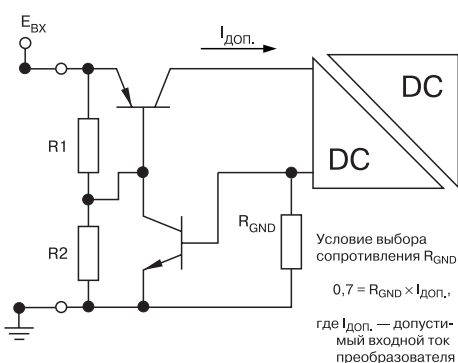 E_ВХ
I_ДОП.
DC
DC
R1
R2
R_GND
Условие выбора
сопротивления R_GND
0,7 = R_GND × I_ДОП.,
где I_ДОП. — допусти-
мый входной ток
преобразователя